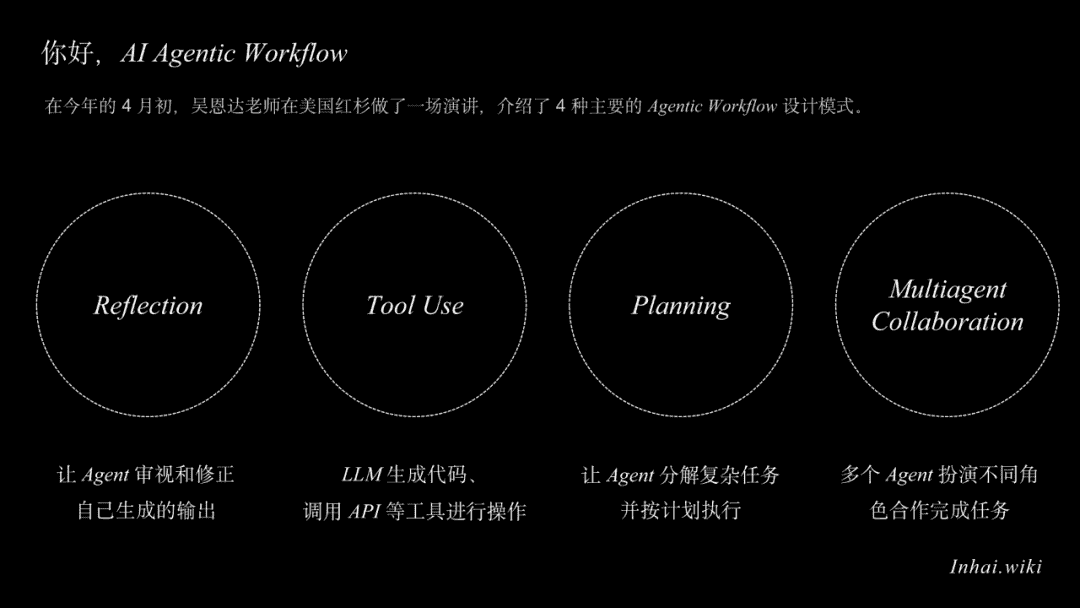 你好，AI Agentic Workflow
在今年的 4 月初，吴恩达老师在美国红杉做了一场演讲，介绍了 4 种主要的 Agentic Workflow 设计模式。
Reflection
Tool Use
Planning
Multiagent
Collaboration
让 Agent 审视和修正
自己生成的输出
LLM 生成代码、
调用 API 等工具进行操作
让 Agent 分解复杂任务
并按计划执行
多个 Agent 扮演不同角
色合作完成任务
Inhai.wiki